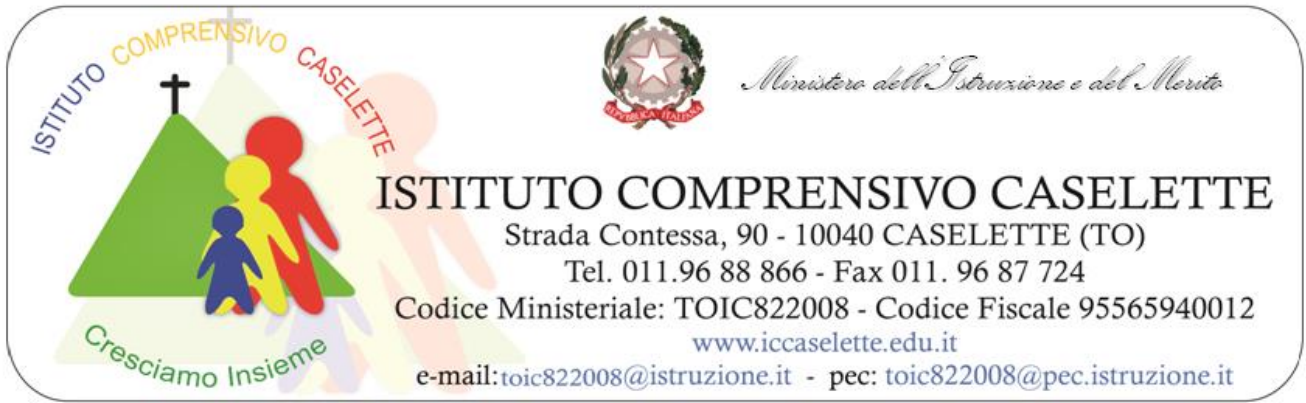 ISTITUTO COMPRENSIVO CASELETTE
Cresciamo Insieme
REPVBBLICA ITALIANA
Ministero dell'Istruzione e del Merito
ISTITUTO COMPRENSIVO CASELETTE
Strada Contessa, 90 - 10040 CASELETTE (TO)
Tel. 011.96 88 866 - Fax 011. 96 87 724
Codice Ministeriale: TOIC822008 - Codice Fiscale 95565940012
www.iccaselette.edu.it
e-mail:toic822008@istruzione.it - pec: toic822008@pec.istruzione.it